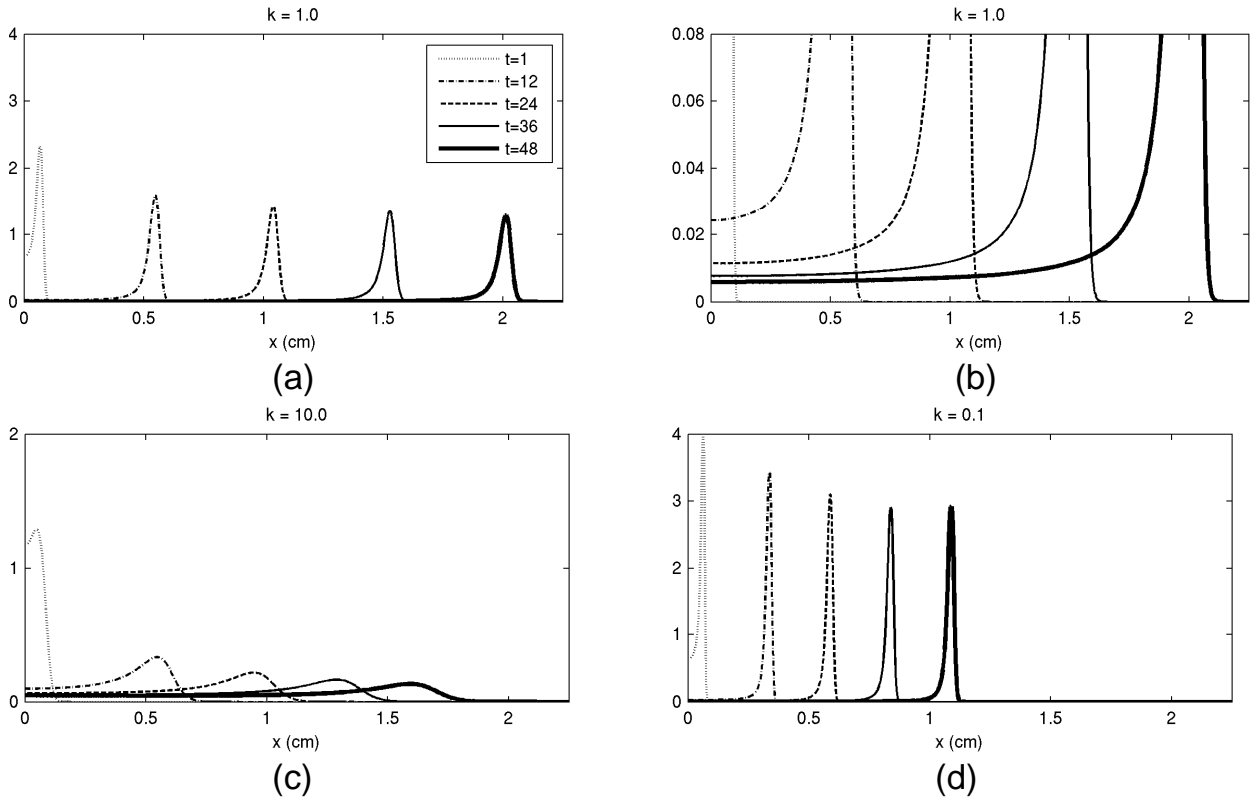 k = 1.0
4
3
2
1
0
0 0.5 1 1.5 2
x (cm)
t=1
t=12
t=24
t=36
t=48
(a)
k = 1.0
0.08
0.06
0.04
0.02
0
0 0.5 1 1.5 2
x (cm)
(b)
k = 10.0
2
1
0
0 0.5 1 1.5 2
x (cm)
(c)
k = 0.1
4
3
2
1
0
0 0.5 1 1.5 2
x (cm)
(d)